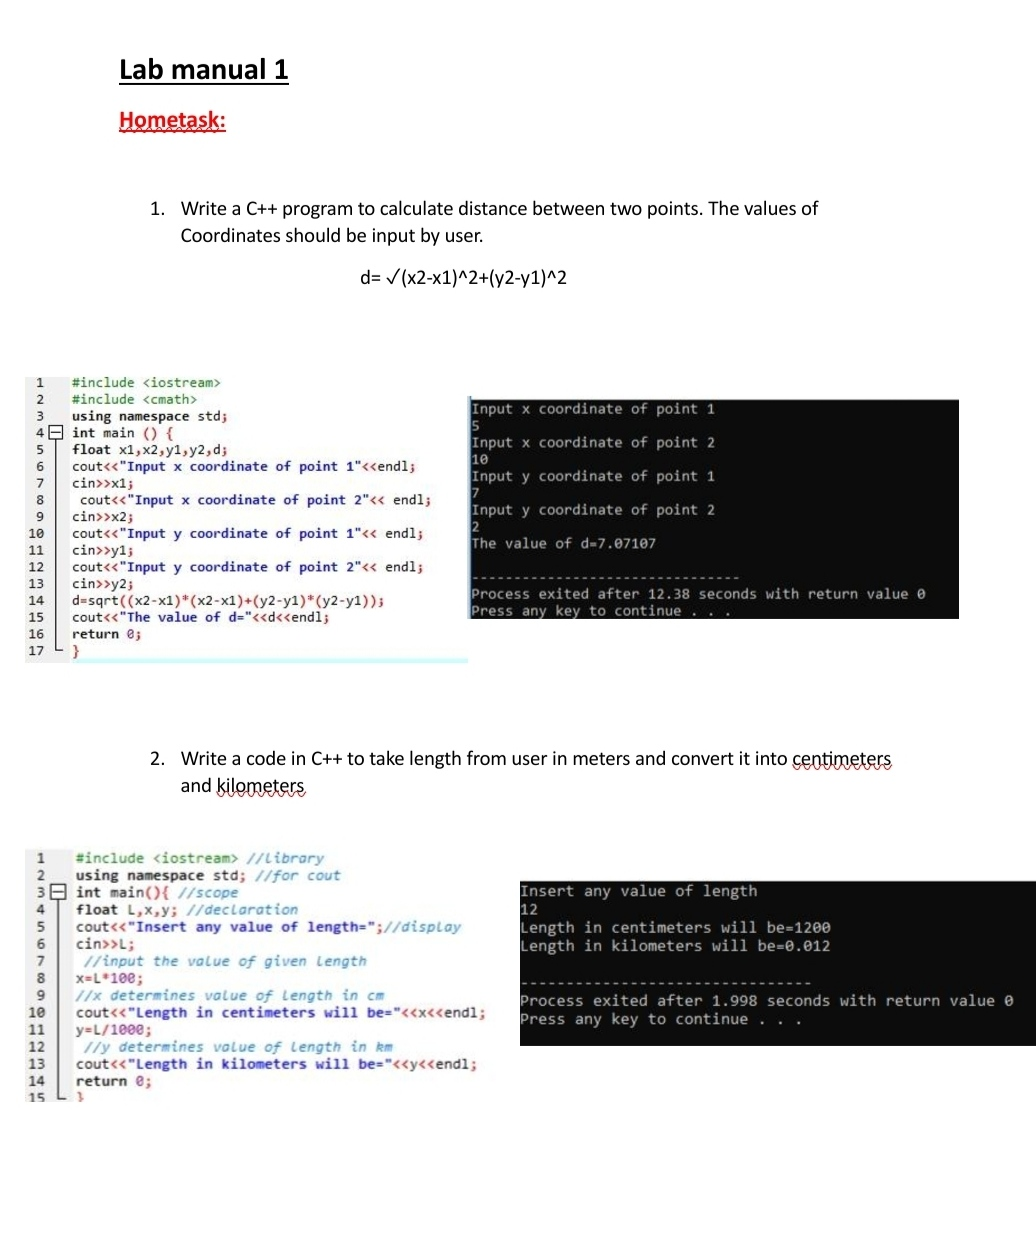 Lab manual 1
Hometask:
1. Write a C++ program to calculate distance between two points. The values of
Coordinates should be input by user.
d= ✓(x2-x1)^2+(y2-y1)^2
1 #include <iostream>
2 #include <cmath>
3 using namespace std;
4 int main () {
5 float x1,x2,y1,y2,d;
6 cout<<"Input x coordinate of point 1"<<endl;
7 cin>>x1;
8 cout<<"Input x coordinate of point 2"<< endl;
9 cin>>x2;
10 cout<<"Input y coordinate of point 1"<< endl;
11 cin>>y1;
12 cout<<"Input y coordinate of point 2"<< endl;
13 cin>>y2;
14 d=sqrt((x2-x1)*(x2-x1)+(y2-y1)*(y2-y1));
15 cout<<"The value of d="<<d<<endl;
16 return 0;
17 }
Input x coordinate of point 1
5
Input x coordinate of point 2
10
Input y coordinate of point 1
7
Input y coordinate of point 2
2
The value of d=7.07107
--------------------------------
Process exited after 12.38 seconds with return value 0
Press any key to continue . . .
2. Write a code in C++ to take length from user in meters and convert it into centimeters
and kilometers
1 #include <iostream> //library
2 using namespace std; //for cout
3 int main(){ //scope
4 float L,x,y; //declaration
5 cout<<"Insert any value of length=";//display
6 cin>>L;
7 //input the value of given length
8 x=L*100;
9 //x determines value of length in cm
10 cout<<"Length in centimeters will be="<<x<<endl;
11 y=L/1000;
12 //y determines value of length in km
13 cout<<"Length in kilometers will be="<<y<<endl;
14 return 0;
15 }
Insert any value of length
12
Length in centimeters will be=1200
Length in kilometers will be=0.012
--------------------------------
Process exited after 1.998 seconds with return value 0
Press any key to continue . . .